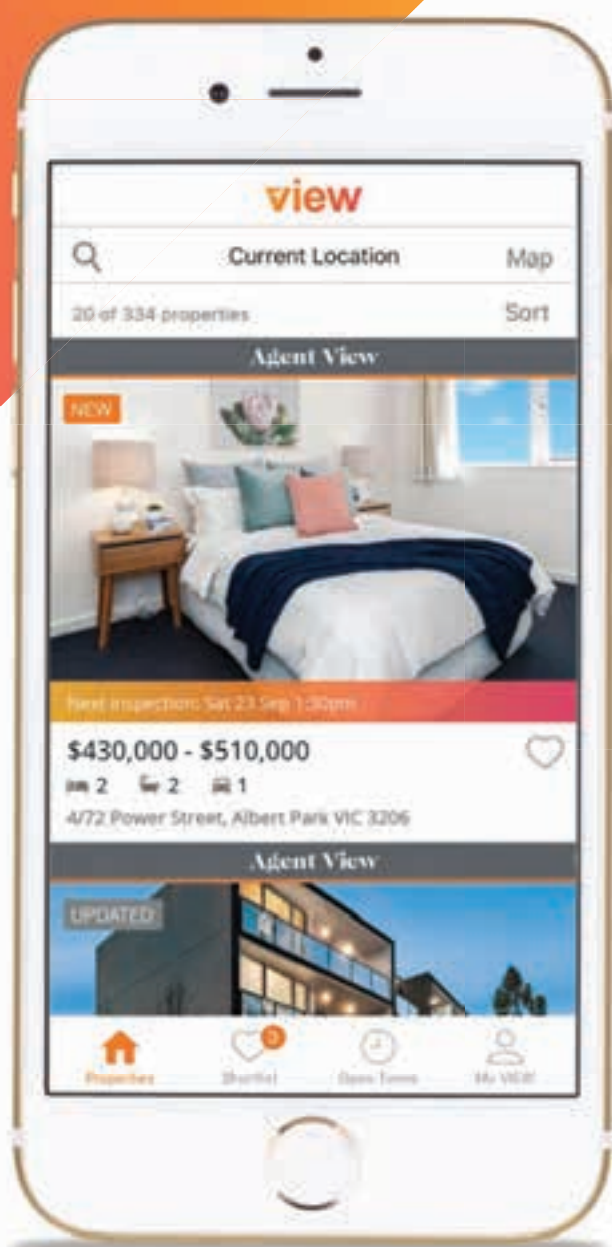 view
Current Location Map
20 of 334 properties Sort
Agent View
NEW
Next inspection: Sat 23 Sep 1:30pm
$430,000 - $510,000
2 2 1
4/72 Power Street, Albert Park VIC 3206
Agent View
UPDATED
3
Properties Shortlist Open Times My VIEW